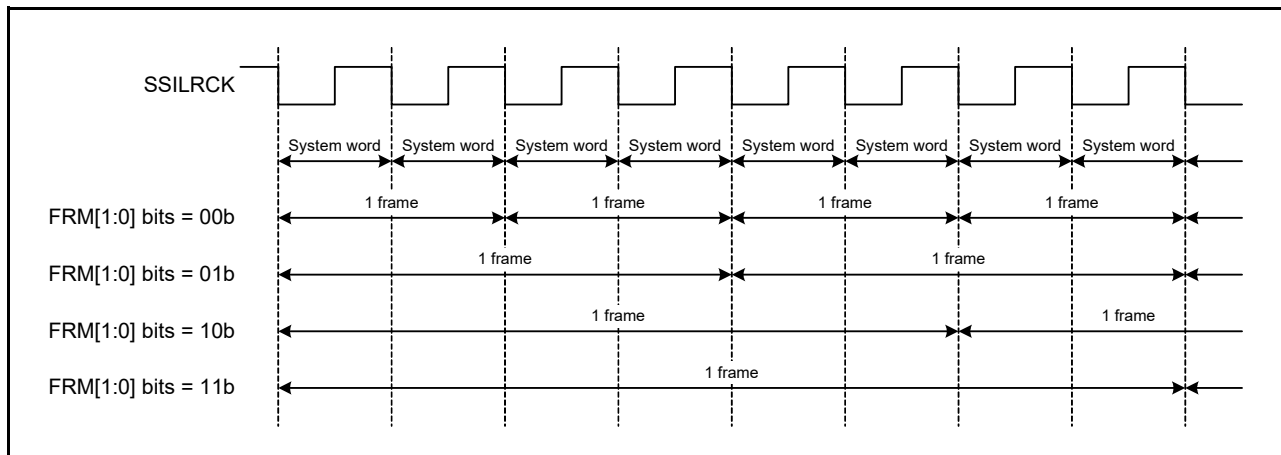 SSILRCK
System word System word System word System word System word System word System word System word
FRM[1:0] bits = 00b 1 frame 1 frame 1 frame 1 frame
FRM[1:0] bits = 01b 1 frame 1 frame
FRM[1:0] bits = 10b 1 frame 1 frame
FRM[1:0] bits = 11b 1 frame